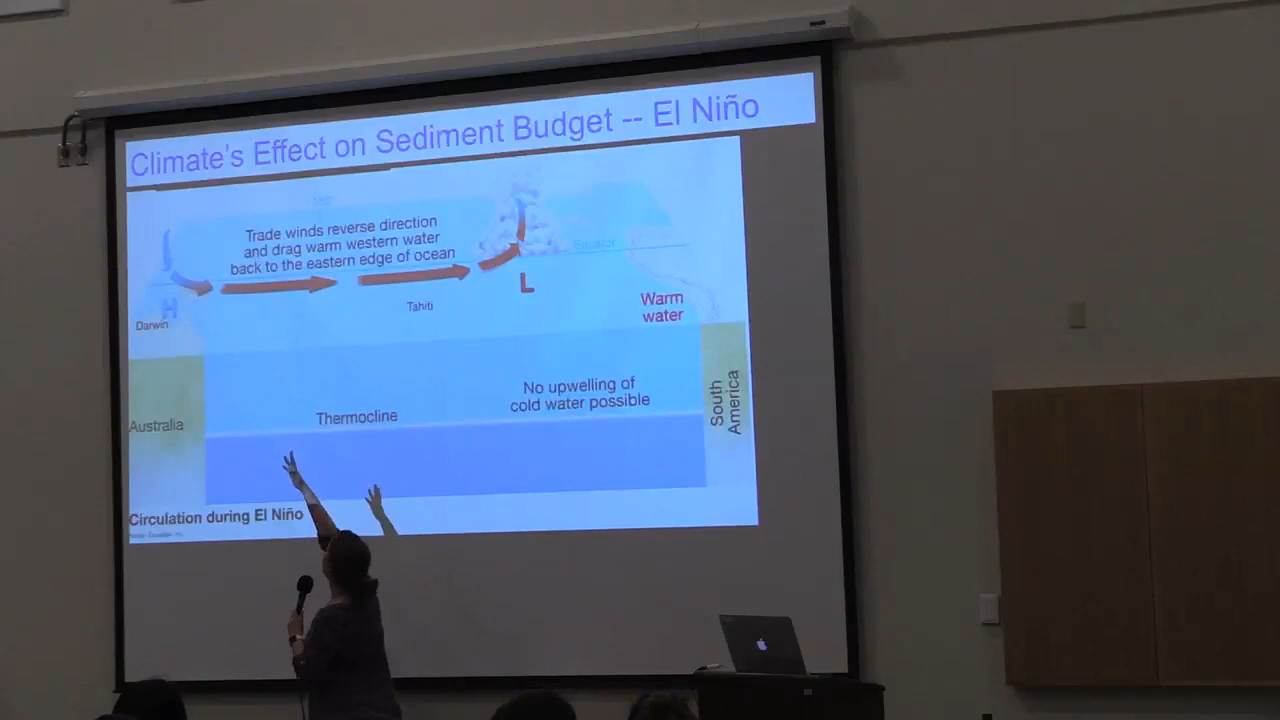 Climate's Effect on Sediment Budget -- El Niño
180°
Trade winds reverse direction
and drag warm western water
back to the eastern edge of ocean
Equator
H
L
Darwin
Tahiti
Warm
water
Australia
Thermocline
No upwelling of
cold water possible
South
America
Circulation during El Niño